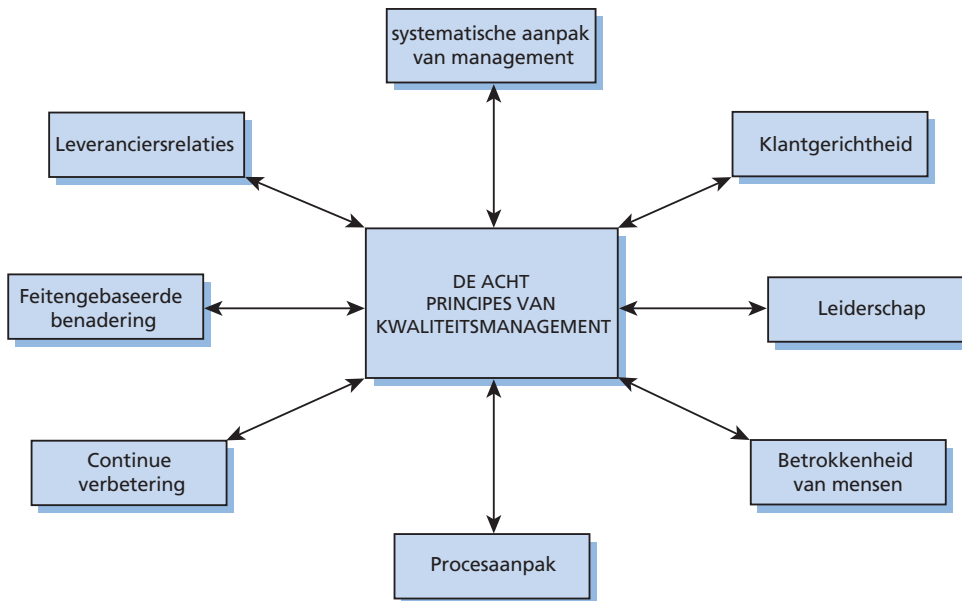 systematische aanpak
van management
Leveranciersrelaties
Klantgerichtheid
DE ACHT
PRINCIPES VAN
KWALITEITSMANAGEMENT
Feitengebaseerde
benadering
Leiderschap
Continue
verbetering
Betrokkenheid
van mensen
Procesaanpak